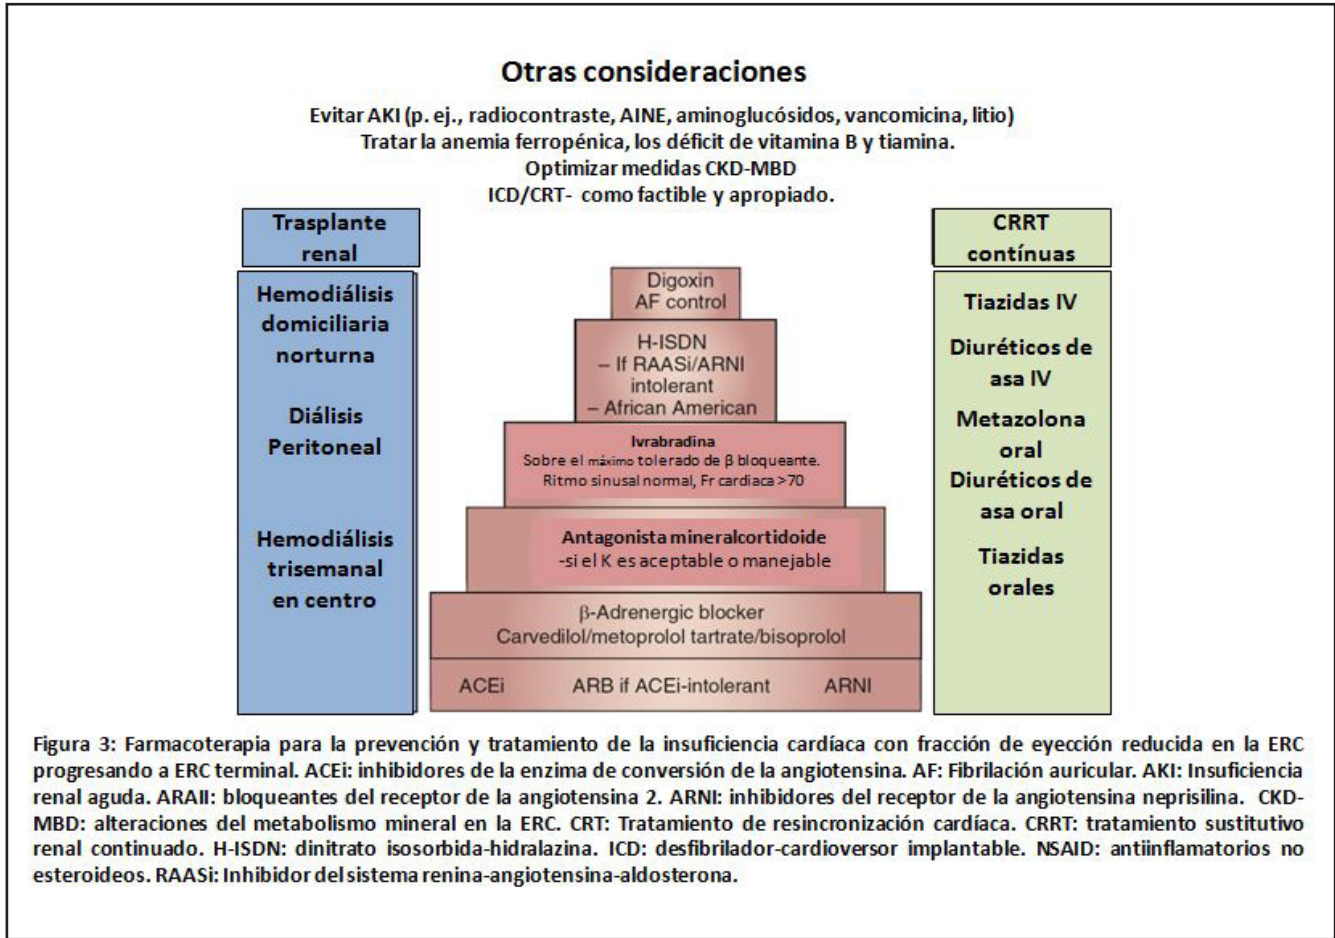 Otras consideraciones
Evitar AKI (p. ej., radiocontraste, AINE, aminoglucósidos, vancomicina, litio)
Tratar la anemia ferropénica, los déficit de vitamina B y tiamina.
Optimizar medidas CKD-MBD
ICD/CRT- como factible y apropiado.
Trasplante
renal
Hemodiálisis
domiciliaria
norturna
Diálisis
Peritoneal
Hemodiálisis
trisemanal
en centro
Digoxin
AF control
H-ISDN
– If RAASi/ARNI
intolerant
– African American
Ivrabradina
Sobre el máximo tolerado de β bloqueante.
Ritmo sinusal normal, Fr cardiaca >70
Antagonista mineralcortidoide
-si el K es aceptable o manejable
β-Adrenergic blocker
Carvedilol/metoprolol tartrate/bisoprolol
ACEi ARB if ACEi-intolerant ARNI
CRRT
contínuas
Tiazidas IV
Diuréticos de
asa IV
Metazolona
oral
Diuréticos de
asa oral
Tiazidas
orales
Figura 3: Farmacoterapia para la prevención y tratamiento de la insuficiencia cardíaca con fracción de eyección reducida en la ERC
progresando a ERC terminal. ACEi: inhibidores de la enzima de conversión de la angiotensina. AF: Fibrilación auricular. AKI: Insuficiencia
renal aguda. ARAII: bloqueantes del receptor de la angiotensina 2. ARNI: inhibidores del receptor de la angiotensina neprisilina. CKD-
MBD: alteraciones del metabolismo mineral en la ERC. CRT: Tratamiento de resincronización cardíaca. CRRT: tratamiento sustitutivo
renal continuado. H-ISDN: dinitrato isosorbida-hidralazina. ICD: desfibrilador-cardioversor implantable. NSAID: antiinflamatorios no
esteroideos. RAASi: Inhibidor del sistema renina-angiotensina-aldosterona.